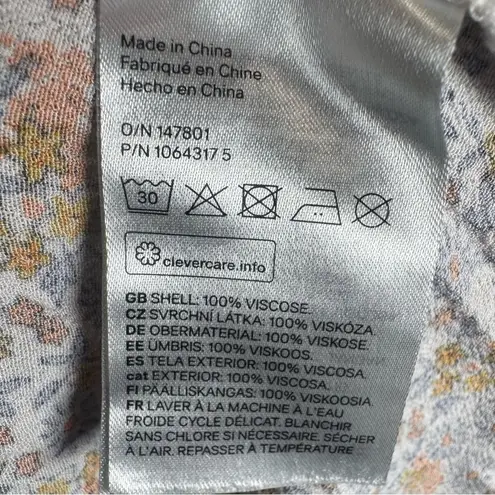 Made in China
Fabriqué en Chine
Hecho en China
O/N 147801
P/N 1064317 5
30
clevercare.info
GB SHELL: 100% VISCOSE.
CZ SVRCHNÍ LÁTKA: 100% VISKÓZA.
DE OBERMATERIAL: 100% VISKOSE.
EE ÜMBRIS: 100% VISKOOS.
ES TELA EXTERIOR: 100% VISCOSA.
cat EXTERIOR: 100% VISCOSA.
FI PÄÄLLISKANGAS: 100% VISKOOSIA.
FR LAVER À LA MACHINE À L'EAU
FROIDE CYCLE DÉLICAT. BLANCHIR
SANS CHLORE SI NÉCESSAIRE. SÉCHER
À L'AIR. REPASSER À TEMPÉRATURE